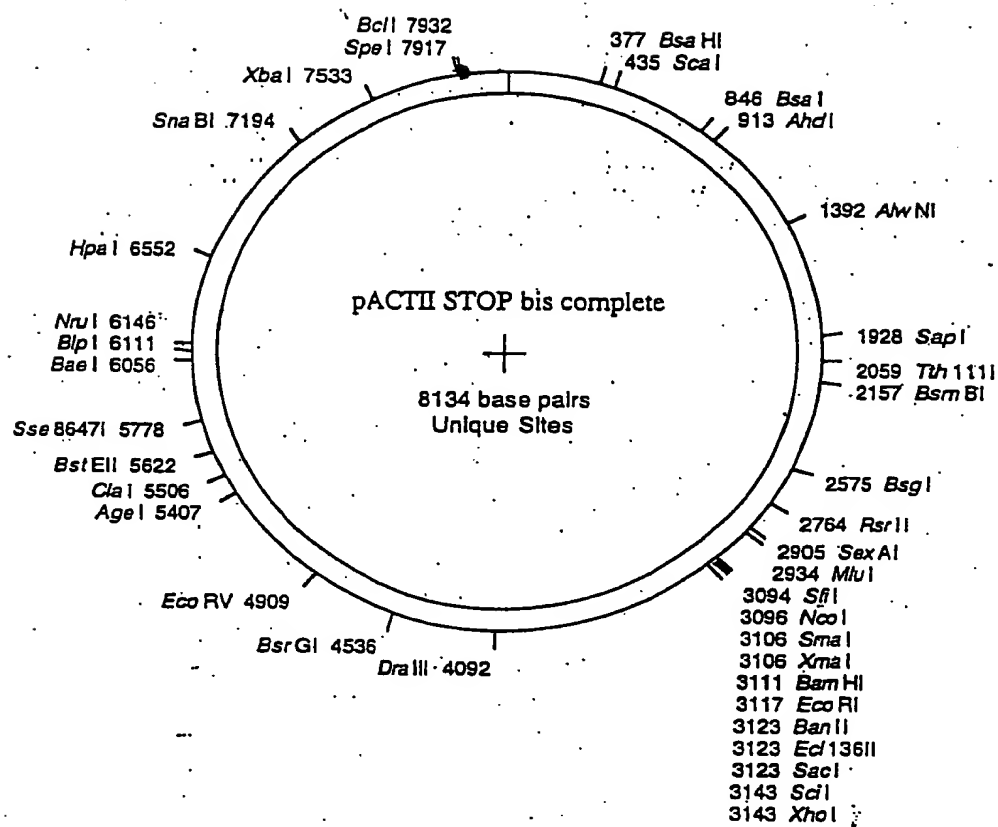 BclI 7932
SpeI 7917
XbaI 7533
SnaBI 7194
HpaI 6552
NruI 6146
BlpI 6111
BaeI 6056
Sse8647I 5778
BstEII 5622
ClaI 5506
AgeI 5407
EcoRV 4909
BsrGI 4536
DraIII 4092
377 BsaHI
435 ScaI
846 BsaI
913 AhdI
1392 AlwNI
1928 SapI
2059 Tth111I
2157 BsmBI
2575 BsgI
2764 RsrII
2905 SexAI
2934 MluI
3094 SfiI
3096 NcoI
3106 SmaI
3106 XmaI
3111 BamHI
3117 EcoRI
3123 BanII
3123 Ecl136II
3123 SacI
3143 SciI
3143 XhoI
pACTII STOP bis complete
8134 base pairs
Unique Sites